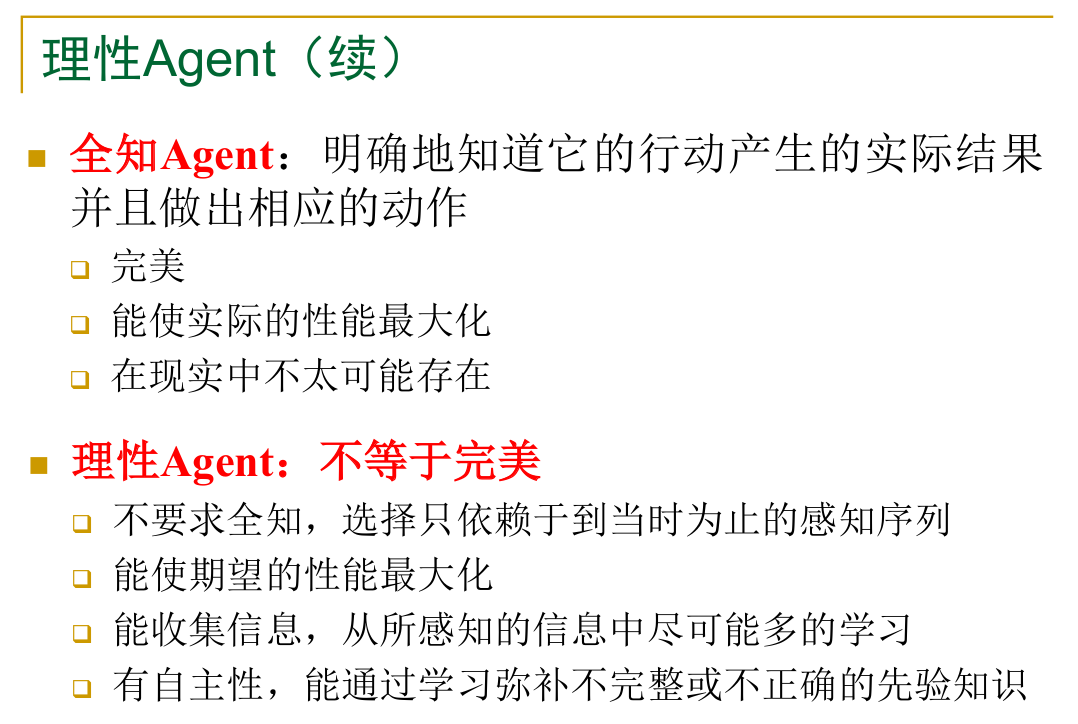 理性Agent（续）
全知Agent：明确地知道它的行动产生的实际结果
并且做出相应的动作
完美
能使实际的性能最大化
在现实中不太可能存在
理性Agent：不等于完美
不要求全知，选择只依赖于到当时为止的感知序列
能使期望的性能最大化
能收集信息，从所感知的信息中尽可能多的学习
有自主性，能通过学习弥补不完整或不正确的先验知识